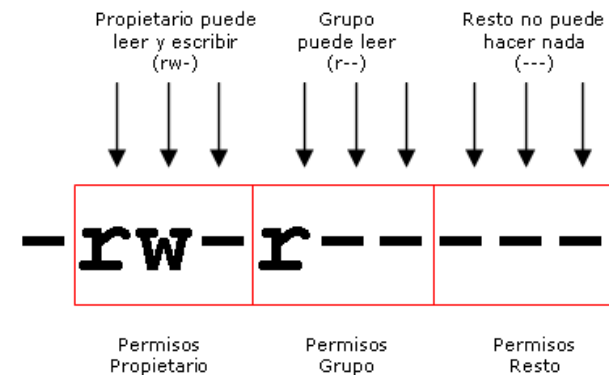 Propietario puede
leer y escribir
(rw-)
Grupo
puede leer
(r--)
Resto no puede
hacer nada
(---)
-rw-r-----
Permisos
Propietario
Permisos
Grupo
Permisos
Resto